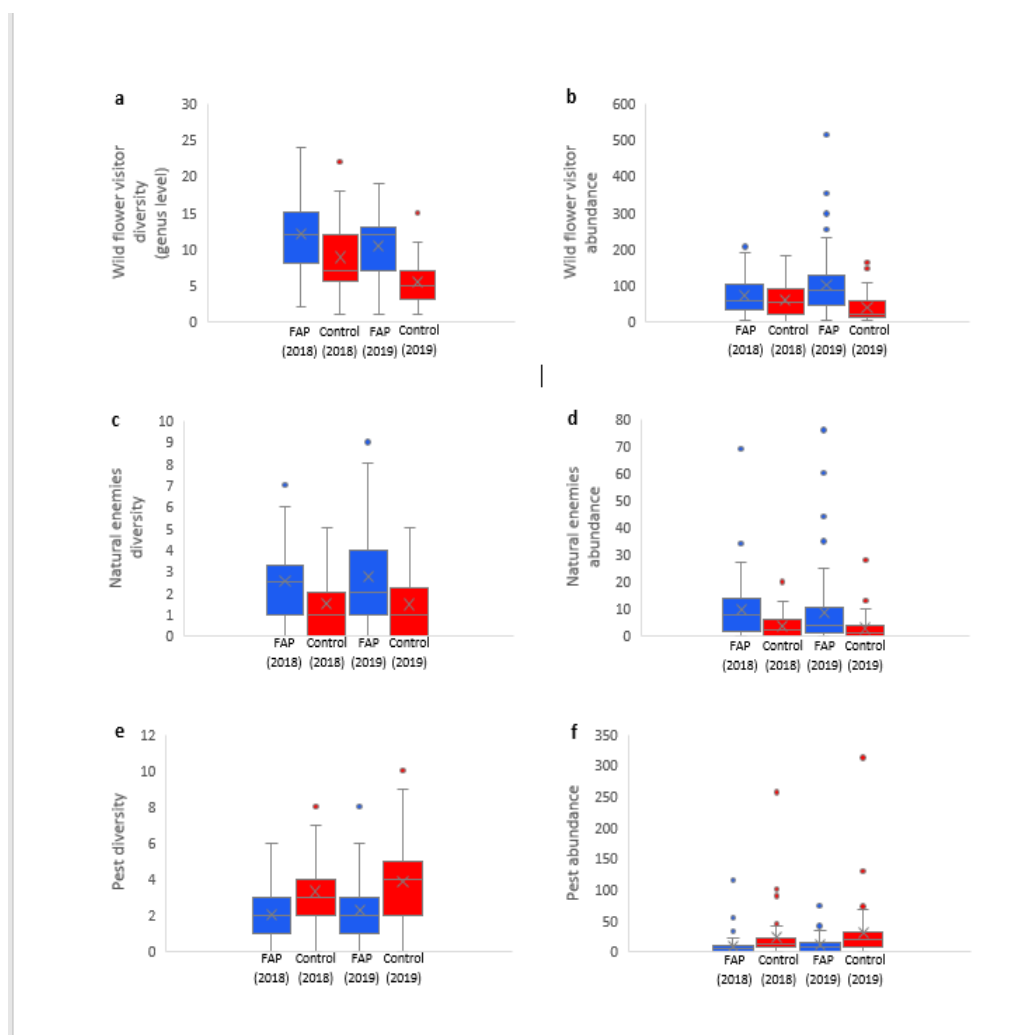 a
Wild flower visitor
diversity
(genus level)
30
25
20
15
10
5
0
FAP Control FAP Control
(2018) (2018) (2019) (2019)
b
Wild flower visitor
abundance
600
500
400
300
200
100
0
FAP Control FAP Control
(2018) (2018) (2019) (2019)
c
Natural enemies
diversity
10
9
8
7
6
5
4
3
2
1
0
FAP Control FAP Control
(2018) (2018) (2019) (2019)
d
Natural enemies
abundance
80
70
60
50
40
30
20
10
0
FAP Control FAP Control
(2018) (2018) (2019) (2019)
e
Pest diversity
12
10
8
6
4
2
0
FAP Control FAP Control
(2018) (2018) (2019) (2019)
f
Pest abundance
350
300
250
200
150
100
50
0
FAP Control FAP Control
(2018) (2018) (2019) (2019)